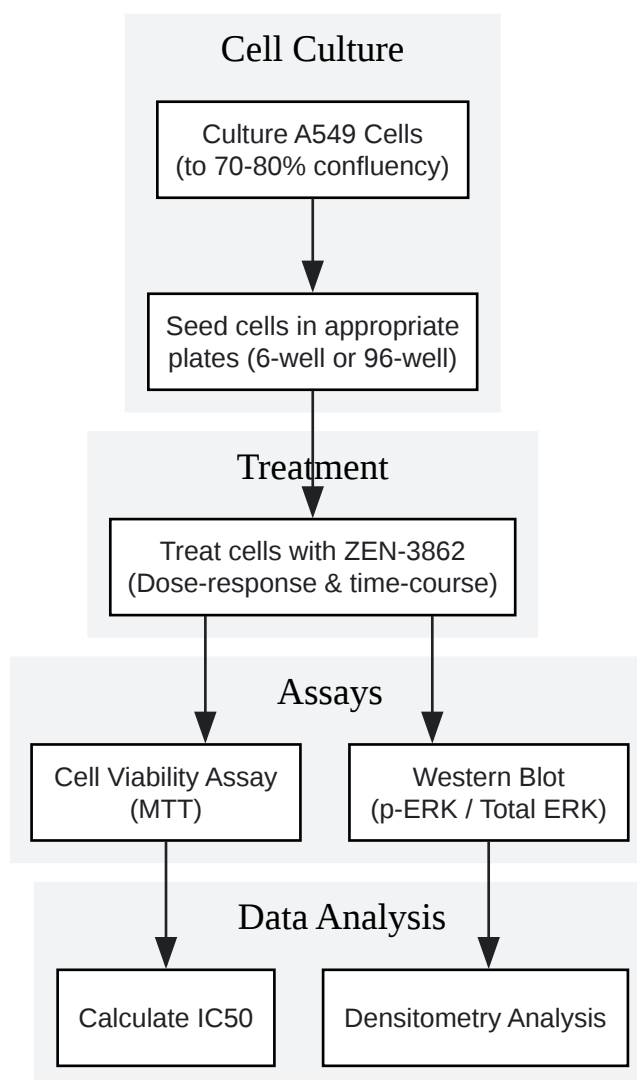 Cell Culture
Culture A549 Cells
(to 70-80% confluency)
Seed cells in appropriate
plates (6-well or 96-well)
Treatment
Treat cells with ZEN-3862
(Dose-response & time-course)
Assays
Cell Viability Assay
(MTT)
Western Blot
(p-ERK / Total ERK)
Data Analysis
Calculate IC50
Densitometry Analysis